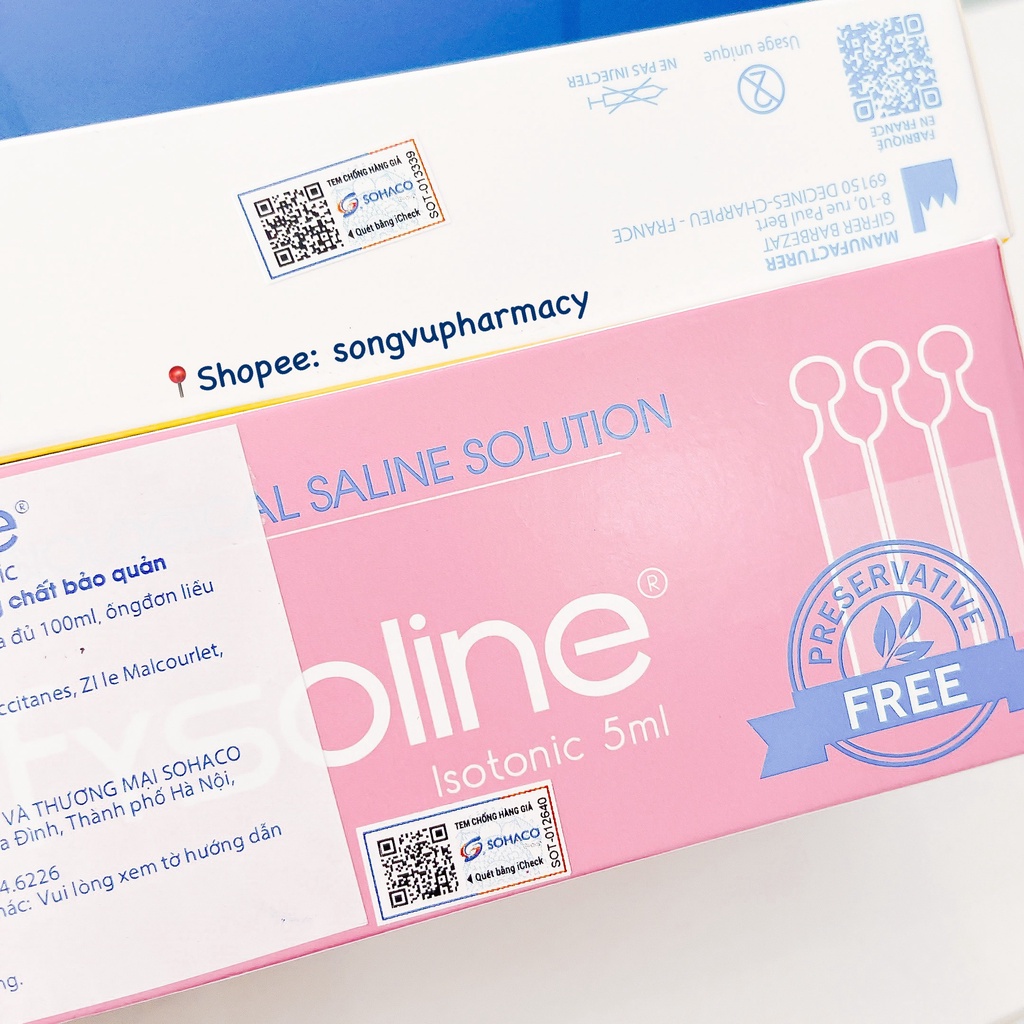 Usage unique
NE PAS INJECTER
FABRIQUÉ
EN FRANCE
MANUFACTURER
GIFRER BARBEZAT
8-10, rue Paul Bert
69150 DECINES-CHARPIEU - FRANCE
TEM CHỐNG HÀNG GIẢ
SOHACO
Quét bằng iCheck
SOT-013339
Shopee: songvupharmacy
AL SALINE SOLUTION
fysoline®
Isotonic 5ml
PRESERVATIVE
FREE
e®
ic
chất bảo quản
đủ 100ml, ốngđơn liều
ccitanes, ZI le Malcourlet,
VÀ THƯƠNG MẠI SOHACO
a Đình, Thành phố Hà Nội,
4.6226
hác: Vui lòng xem tờ hướng dẫn
ng.
TEM CHỐNG HÀNG GIẢ
SOHACO
Quét bằng iCheck
SOT-012640